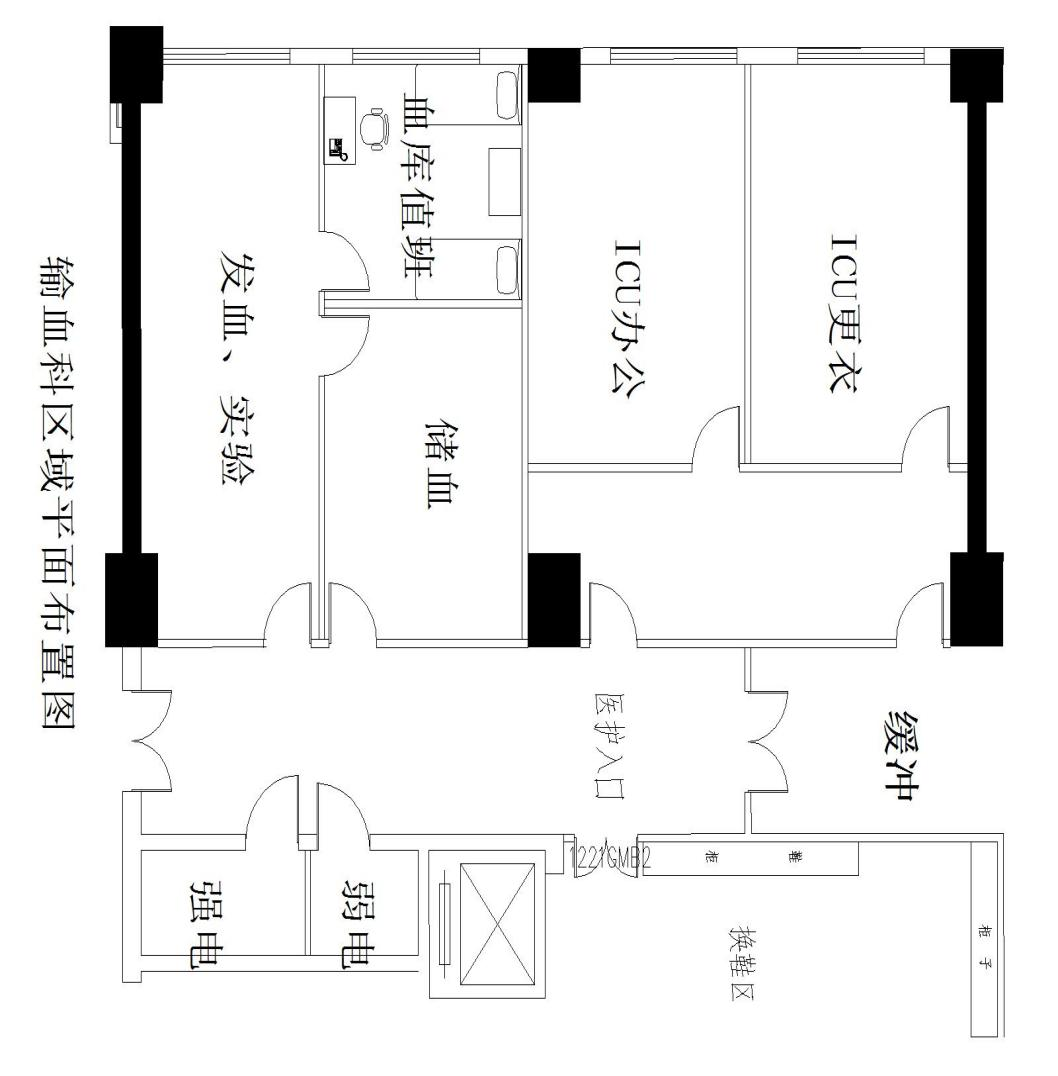 ICU更衣
缓冲
柜子
鞋柜
ICU办公
医护入口
1221GMB2
换鞋区
血库值班
储血
弱电
发血、实验
强电
输血科区域平面布置图